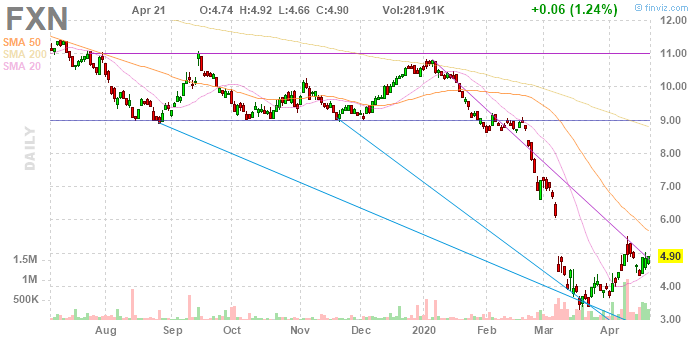 FXN Apr 21 O:4.74 H:4.92 L:4.66 C:4.90 Vol:281.91K +0.06 (1.24%)
© finviz.com
SMA 50
SMA 200
SMA 20
DAILY
12.00
11.00
10.00
9.00
8.00
7.00
6.00
4.90
4.00
3.00
1.5M
1M
500K
Aug Sep Oct Nov Dec 2020 Feb Mar Apr